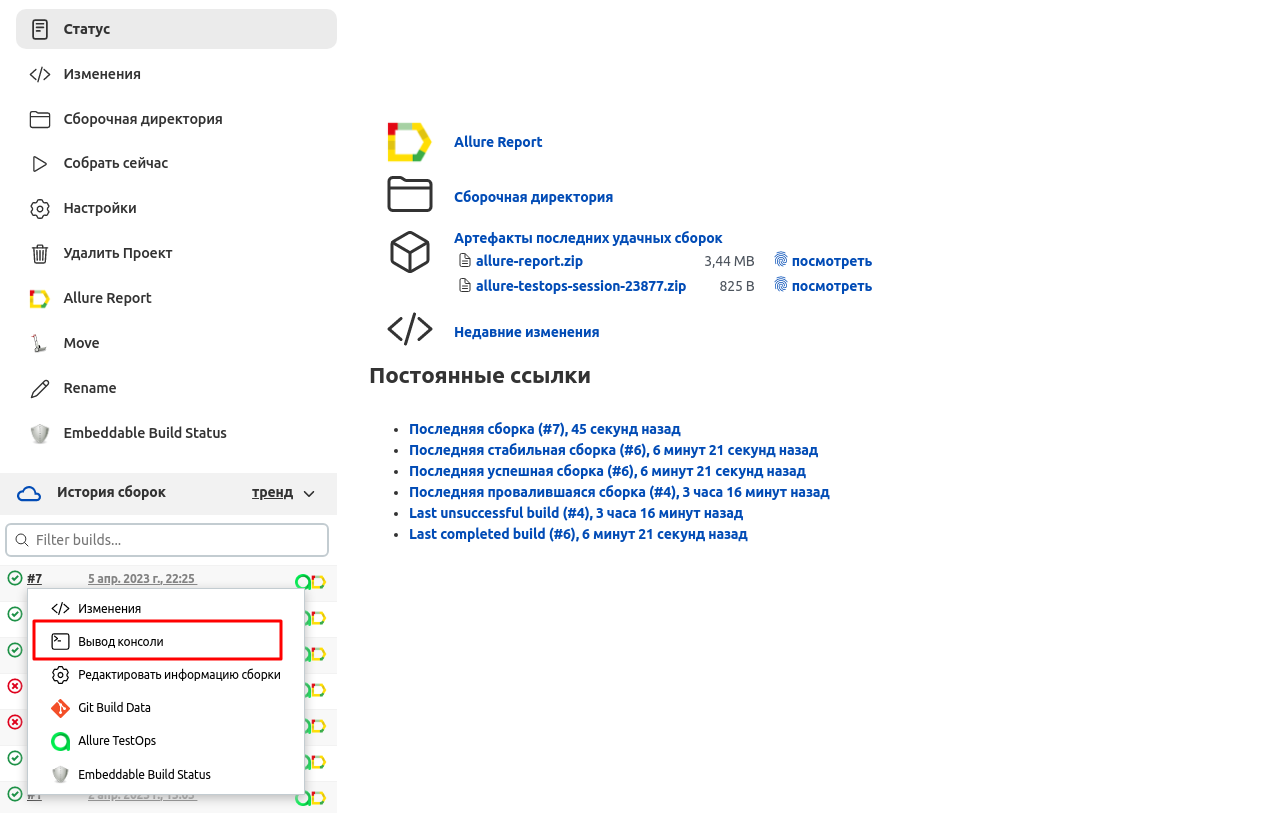 Статус
Изменения
Сборочная директория
Собрать сейчас
Настройки
Удалить Проект
Allure Report
Move
Rename
Embeddable Build Status
История сборок тренд
Filter builds...
#7 5 апр. 2023 г., 22:25
Изменения
Вывод консоли
Редактировать информацию сборки
Git Build Data
Allure TestOps
Embeddable Build Status
Allure Report
Сборочная директория
Артефакты последних удачных сборок
allure-report.zip 3,44 MB посмотреть
allure-testops-session-23877.zip 825 B посмотреть
Недавние изменения
Постоянные ссылки
Последняя сборка (#7), 45 секунд назад
Последняя стабильная сборка (#6), 6 минут 21 секунд назад
Последняя успешная сборка (#6), 6 минут 21 секунд назад
Последняя провалившаяся сборка (#4), 3 часа 16 минут назад
Last unsuccessful build (#4), 3 часа 16 минут назад
Last completed build (#6), 6 минут 21 секунд назад